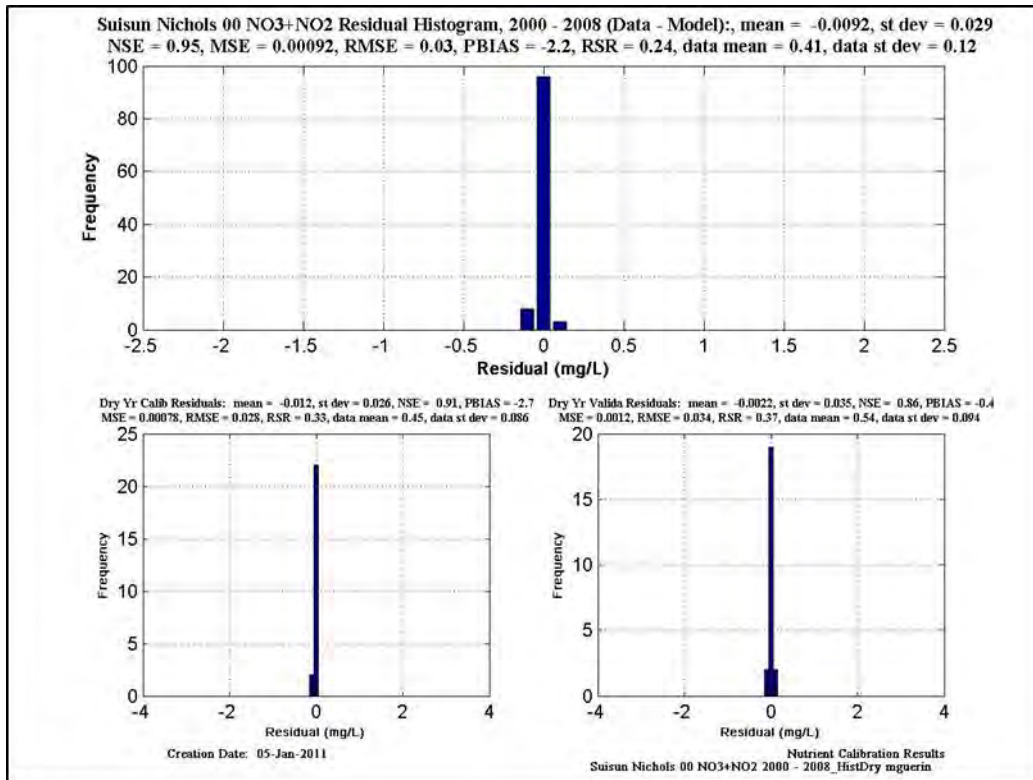 Suisun Nichols 00 NO3+NO2 Residual Histogram, 2000 - 2008 (Data - Model):, mean = -0.0092, st dev = 0.029
NSE = 0.95, MSE = 0.00092, RMSE = 0.03, PBIAS = -2.2, RSR = 0.24, data mean = 0.41, data st dev = 0.12
100
80
60
40
20
0
Frequency
-2.5 -2 -1.5 -1 -0.5 0 0.5 1 1.5 2 2.5
Residual (mg/L)
Dry Yr Calib Residuals: mean = -0.012, st dev = 0.026, NSE = 0.91, PBIAS = -2.7
MSE = 0.00078, RMSE = 0.028, RSR = 0.33, data mean = 0.45, data st dev = 0.086
25
20
15
10
5
0
Frequency
-4 -2 0 2 4
Residual (mg/L)
Dry Yr Valida Residuals: mean = -0.0022, st dev = 0.035, NSE = 0.86, PBIAS = -0.4
MSE = 0.0012, RMSE = 0.034, RSR = 0.37, data mean = 0.54, data st dev = 0.094
20
15
10
5
0
Frequency
-4 -2 0 2 4
Residual (mg/L)
Creation Date: 05-Jan-2011
Nutrient Calibration Results
Suisun Nichols 00 NO3+NO2 2000 - 2008_HistDry mguerin